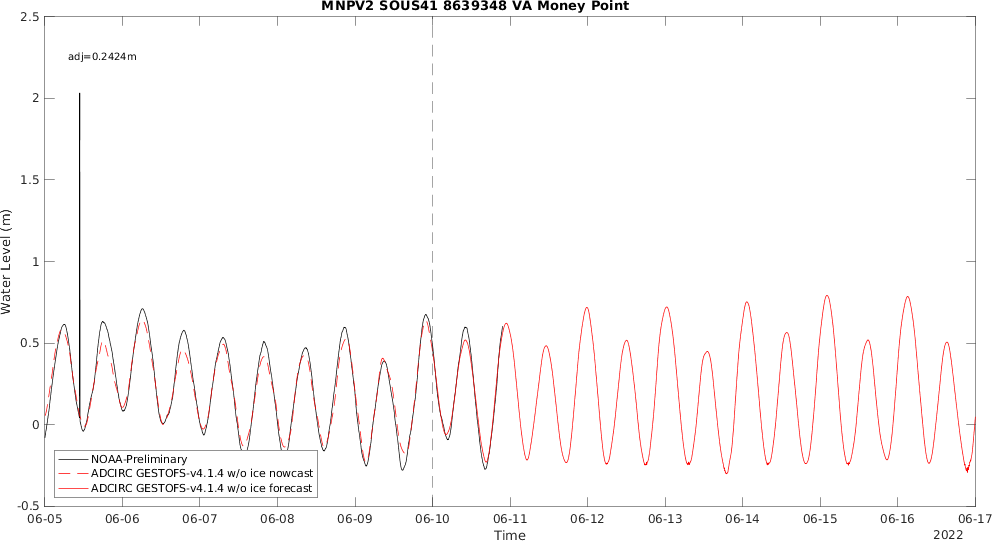 MNPV2 SOUS41 8639348 VA Money Point
adj=0.2424m
2.5
2
1.5
1
0.5
0
-0.5
Water Level (m)
NOAA-Preliminary
ADCIRC GESTOFS-v4.1.4 w/o ice nowcast
ADCIRC GESTOFS-v4.1.4 w/o ice forecast
06-05 06-06 06-07 06-08 06-09 06-10 06-11 06-12 06-13 06-14 06-15 06-16 06-17
Time
2022